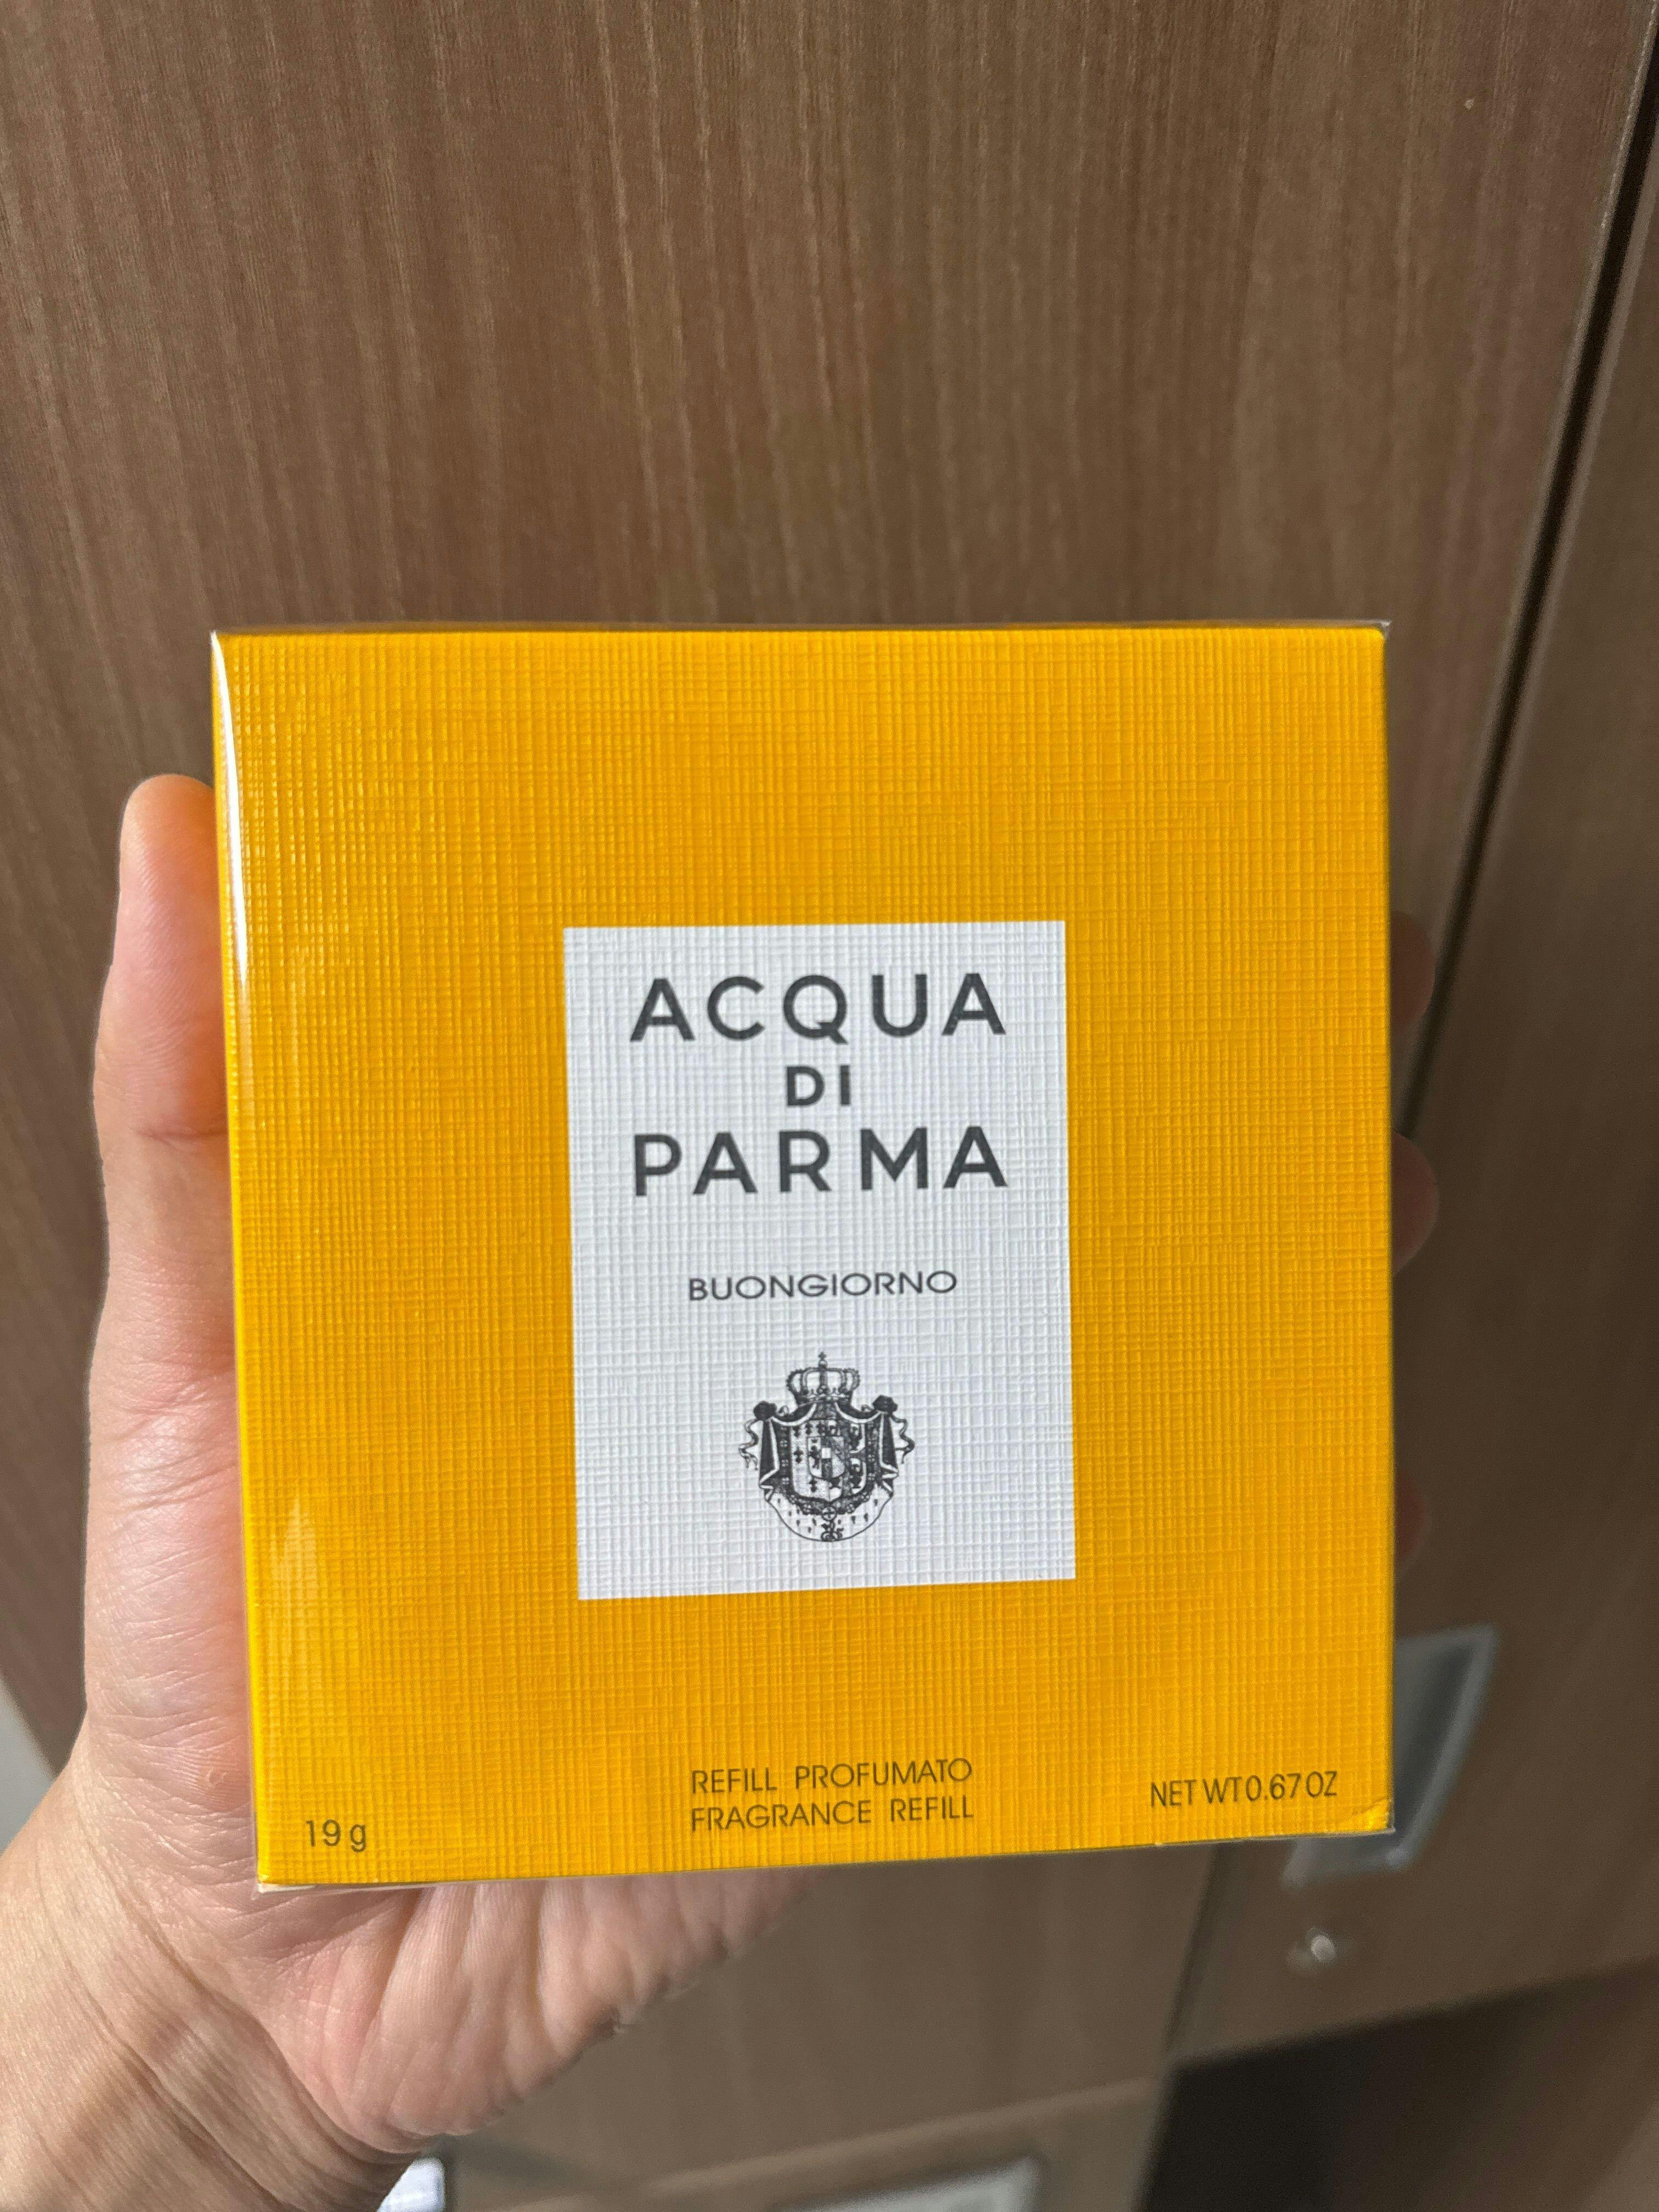 ACQUA
DI
PARMA
BUONGIORNO
REFILL PROFUMATO
FRAGRANCE REFILL
19 g
NET WT 0.67 OZ